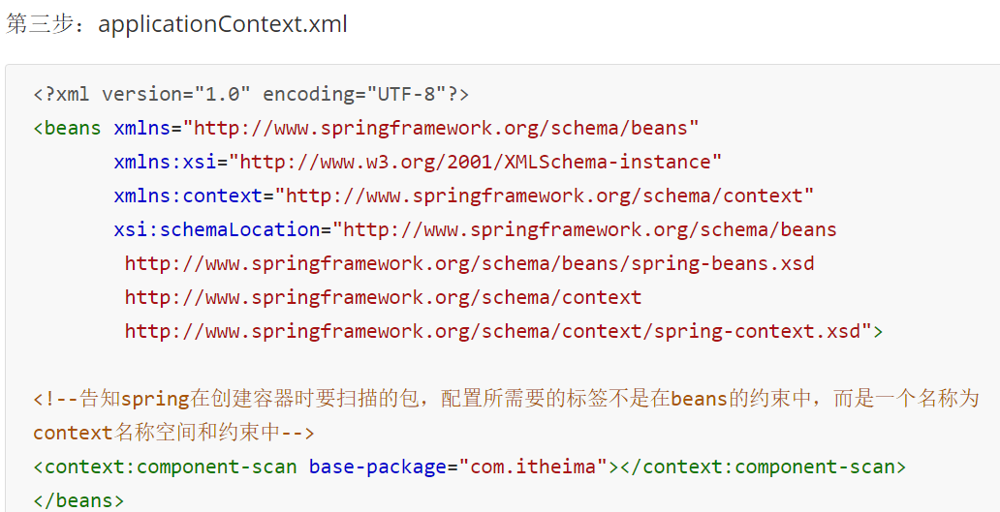 第三步：applicationContext.xml
<?xml version="1.0" encoding="UTF-8"?>
<beans xmlns="http://www.springframework.org/schema/beans"
       xmlns:xsi="http://www.w3.org/2001/XMLSchema-instance"
       xmlns:context="http://www.springframework.org/schema/context"
       xsi:schemaLocation="http://www.springframework.org/schema/beans
        http://www.springframework.org/schema/beans/spring-beans.xsd
        http://www.springframework.org/schema/context
        http://www.springframework.org/schema/context/spring-context.xsd">
<!--告知spring在创建容器时要扫描的包，配置所需要的标签不是在beans的约束中，而是一个名称为
context名称空间和约束中-->
<context:component-scan base-package="com.itheima"></context:component-scan>
</beans>